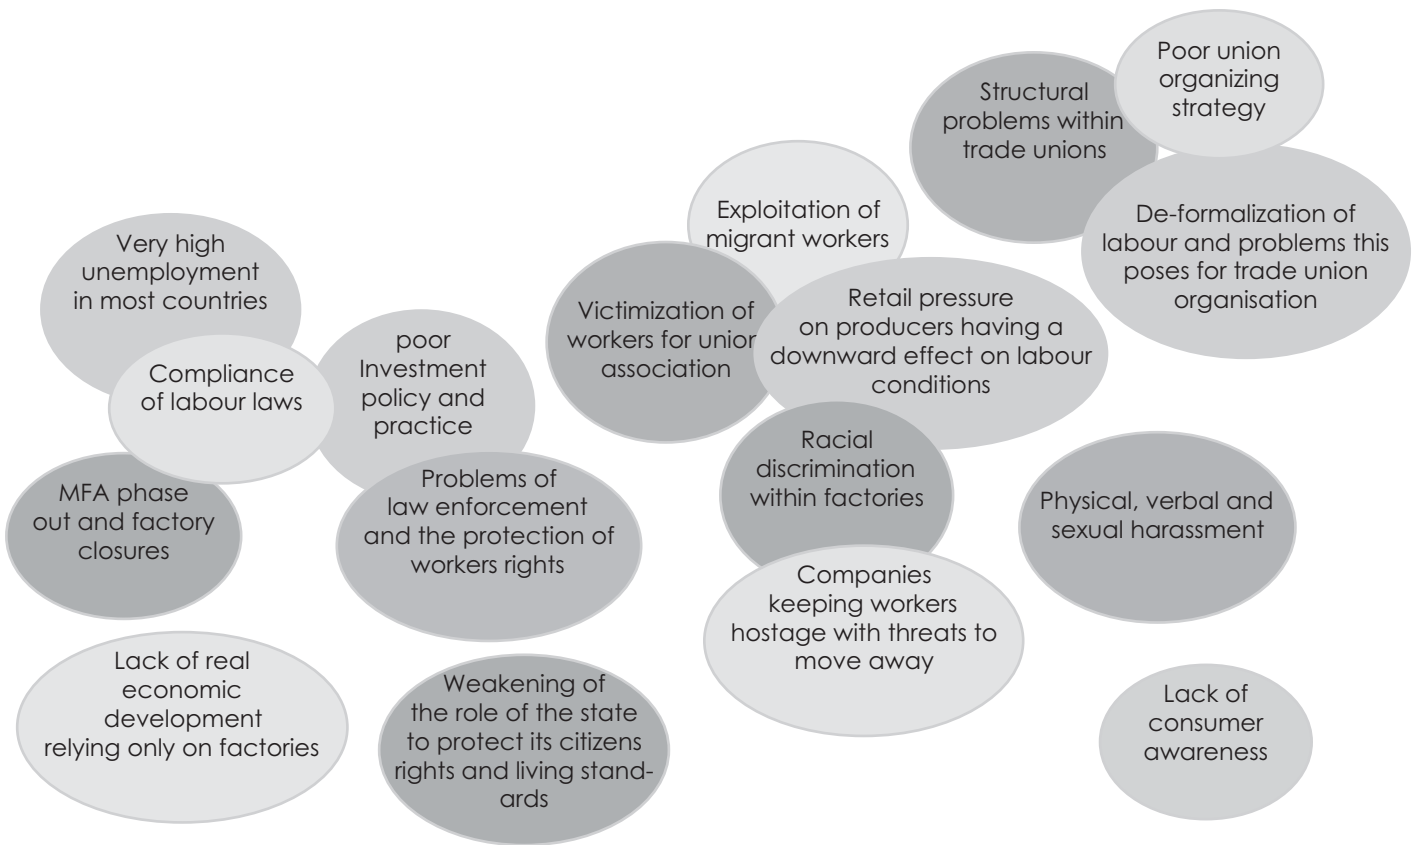 Poor union
organizing
strategy
Structural
problems within
trade unions
De-formalization of
labour and problems this
poses for trade union
organisation
Exploitation of
migrant workers
Very high
unemployment
in most countries
Victimization of
workers for union
association
Retail pressure
on producers having a
downward effect on labour
conditions
Compliance
of labour laws
poor
Investment
policy and
practice
Racial
discrimination
within factories
MFA phase
out and factory
closures
Problems of
law enforcement
and the protection of
workers rights
Physical, verbal and
sexual harassment
Companies
keeping workers
hostage with threats to
move away
Lack of real
economic
development
relying only on factories
Weakening of
the role of the state
to protect its citizens
rights and living stand-
ards
Lack of
consumer
awareness